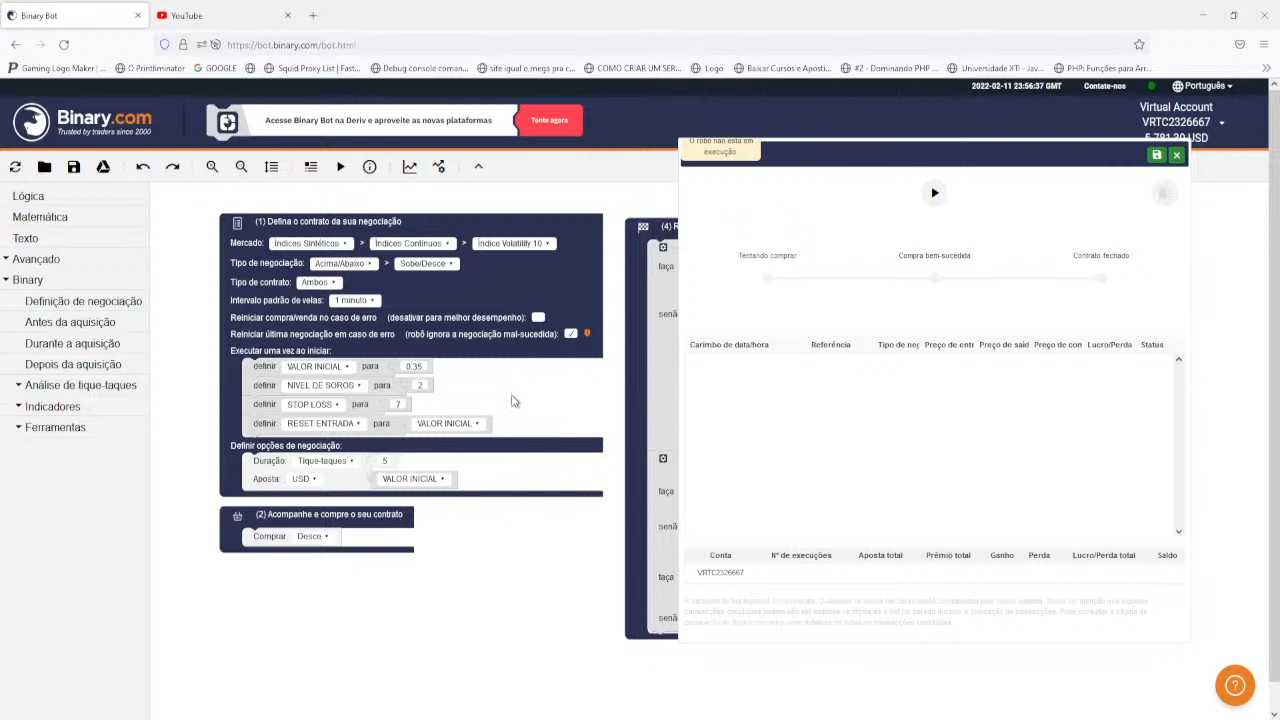 Binary Bot
YouTube
https://bot.binary.com/bot.html
Gaming Logo Maker | ...
O Printliminator
GOOGLE
Squid Proxy List | Fast...
Debug console coman...
site igual o mega pra c...
COMO CRIAR UM SER...
Logo
Baixar Cursos e Aposti...
#2 - Dominando PHP ...
Universidade XTi - Jav...
PHP: Funções para Arr...
2022-02-11 23:56:37 GMT
Contate-nos
Português
Binary.com
Trusted by traders since 2000
Acesse Binary Bot na Deriv e aproveite as novas plataformas
Tente agora
Virtual Account
VRTC2326667
5.781.30 USD
Lógica
Matemática
Texto
Avançado
Binary
Definição de negociação
Antes da aquisição
Durante a aquisição
Depois da aquisição
Análise de tique-taques
Indicadores
Ferramentas
(1) Defina o contrato da sua negociação
Mercado: Índices Sintéticos > Índices Contínuos > Índice Volatility 10
Tipo de negociação: Acima/Abaixo > Sobe/Desce
Tipo de contrato: Ambos
Intervalo padrão de velas: 1 minuto
Reiniciar compra/venda no caso de erro (desativar para melhor desempenho):
Reiniciar última negociação em caso de erro (robô ignora a negociação mal-sucedida):
Executar uma vez ao iniciar:
definir VALOR INICIAL para 0.35
definir NIVEL DE SOROS para 2
definir STOP LOSS para 7
definir RESET ENTRADA para VALOR INICIAL
Definir opções de negociação:
Duração: Tique-taques 5
Aposta: USD VALOR INICIAL
(2) Acompanhe e compre o seu contrato
Comprar Desce
(4) R
faça
senão
faça
senão
faça
senão
O robô não está em
execução
Tentando comprar
Compra bem-sucedida
Contrato fechado
Carimbo de data/hora
Referência
Tipo de neg
Preço de entr
Preço de saíd
Preço de com
Lucro/Perda
Status
Conta
Nº de execuções
Aposta total
Prêmio total
Ganho
Perda
Lucro/Perda total
Saldo
VRTC2326667